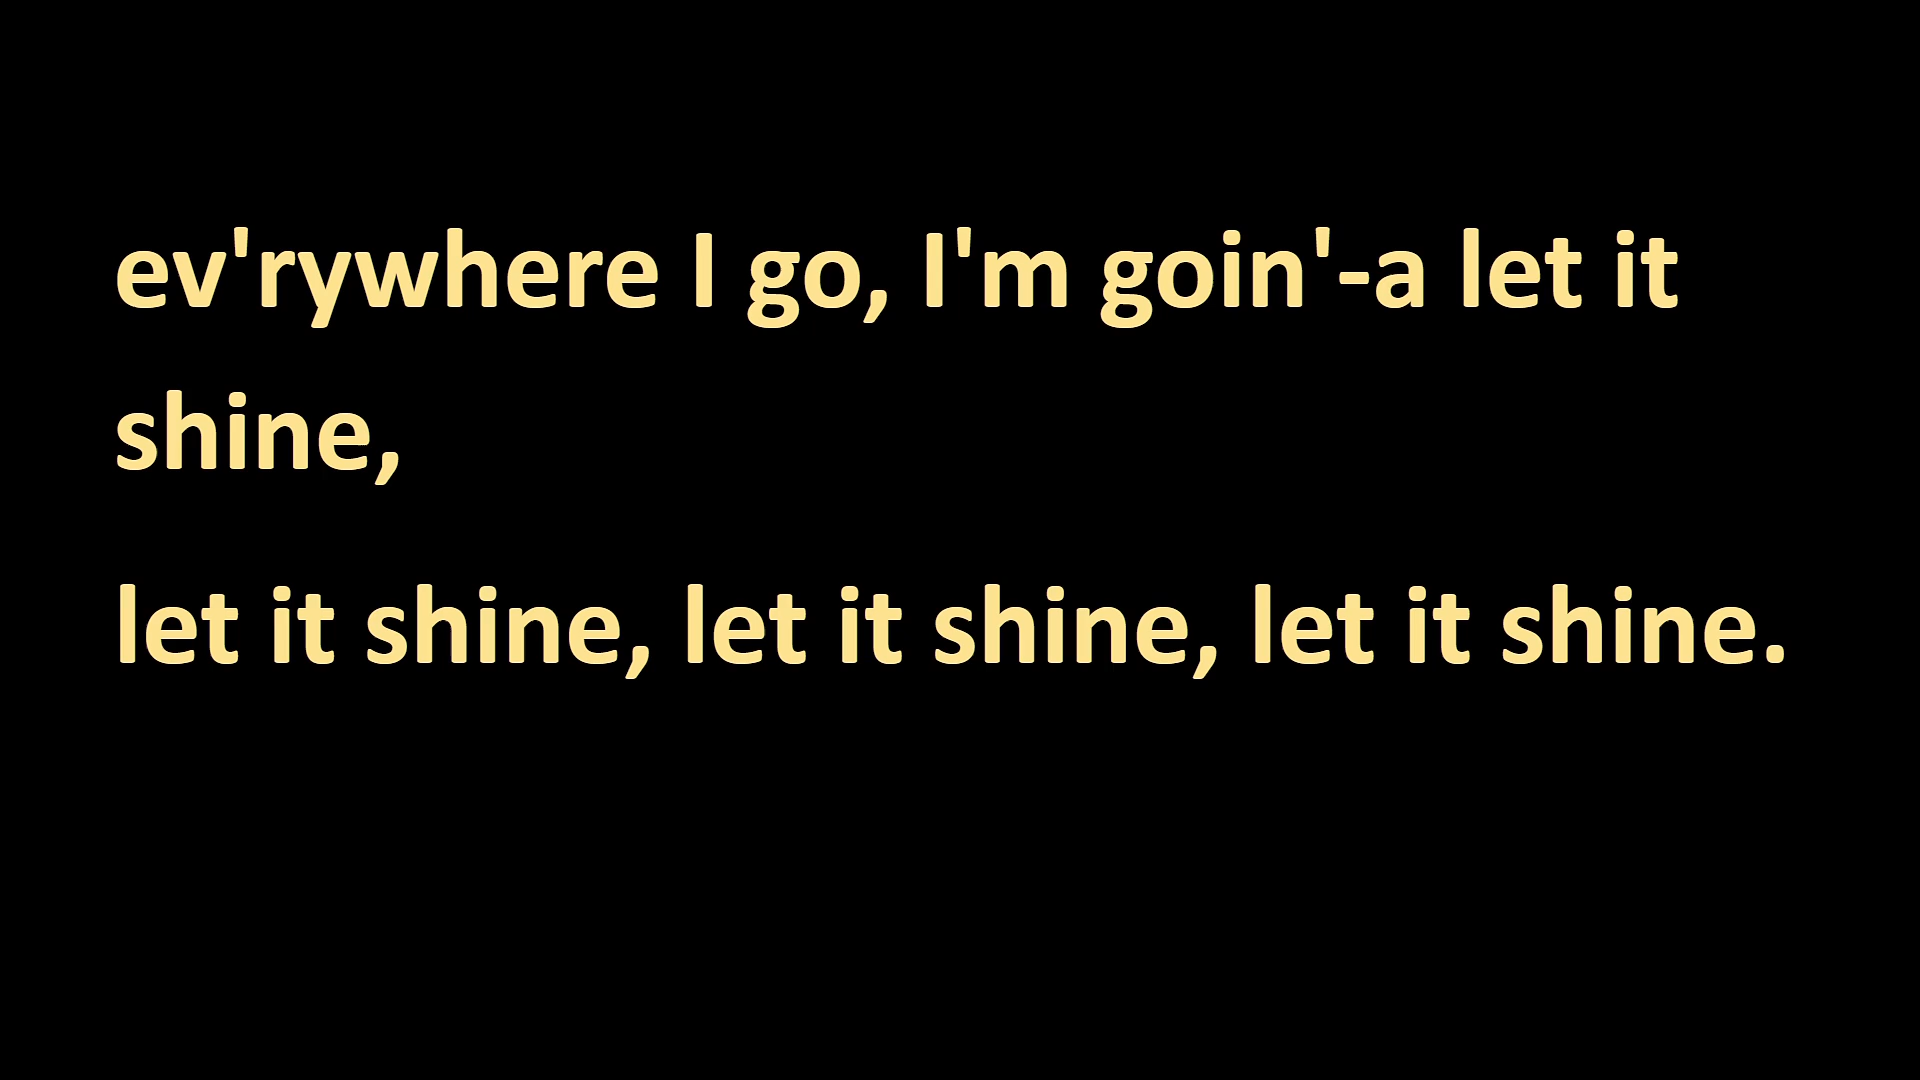 ev'rywhere I go, I'm goin'-a let it
shine,
let it shine, let it shine, let it shine.